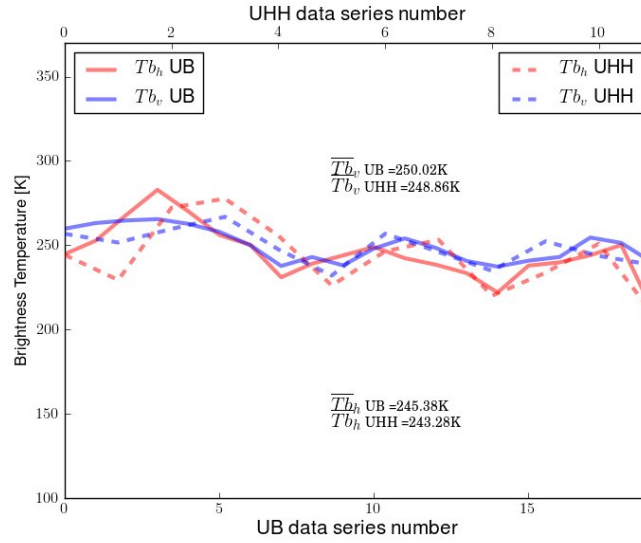 UHH data series number
0 2 4 6 8 10
Tb_h UB
Tb_v UB
Tb_h UHH
Tb_v UHH
350
300
250
200
150
100
Brightness Temperature [K]
Tb_v UB =250.02K
Tb_v UHH =248.86K
Tb_h UB =245.38K
Tb_h UHH =243.28K
0 5 10 15
UB data series number